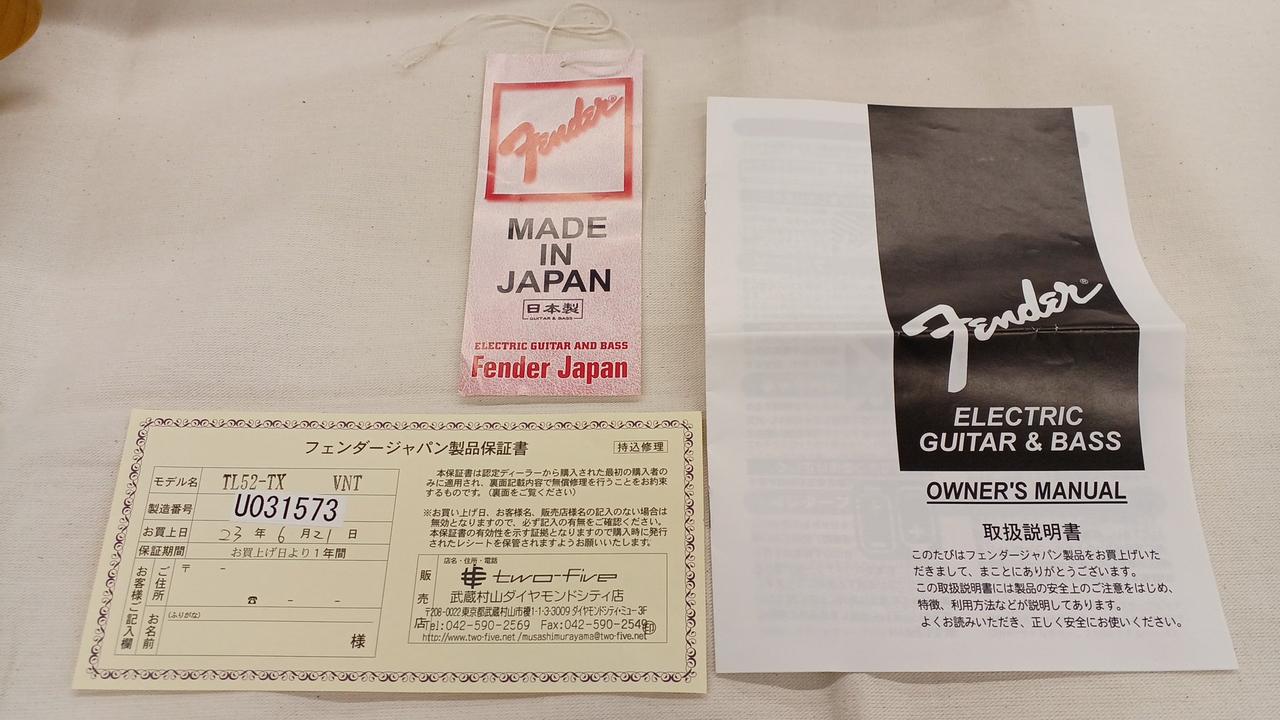 Fender®
MADE
IN
JAPAN
日本製
GUITAR & BASS
ELECTRIC GUITAR AND BASS
Fender Japan
フェンダージャパン製品保証書
持込修理
モデル名 TL52-TX VNT
製造番号 U031573
お買上日 23年6月21日
保証期間 お買上げ日より1年間
お客様ご記入欄
ご住所
〒 -
☎ - -
お名前
(ふりがな)
様
本保証書は認定ディーラーから購入された最初の購入者の
みに適用され、裏面記載内容で無償修理を行うことをお約束
するものです。(裏面をご覧ください)
※お買い上げ日、お客様名、販売店様名の記入のない場合は
無効となりますので、必ず記入の有無をご確認ください。
本保証書の有効性を示す証拠となりますので購入時に発行
されたレシートを保管されますようお願いいたします。
販売店
店名・住所・電話
two-five
武蔵村山ダイヤモンドシティ店
〒208-0022 東京都武蔵村山市榎1-1-3-3009 ダイヤモンドシティ・ミュー 3F
Tel:042-590-2569 Fax:042-590-2549
印
http://www.two-five.net / musashimurayama@two-five.net
Fender®
ELECTRIC
GUITAR & BASS
OWNER'S MANUAL
取扱説明書
このたびはフェンダージャパン製品をお買上げいた
だきまして、まことにありがとうございます。
この取扱説明書には製品の安全上のご注意をはじめ、
特徴、利用方法などが説明してあります。
よくお読みいただき、正しく安全にお使いください。